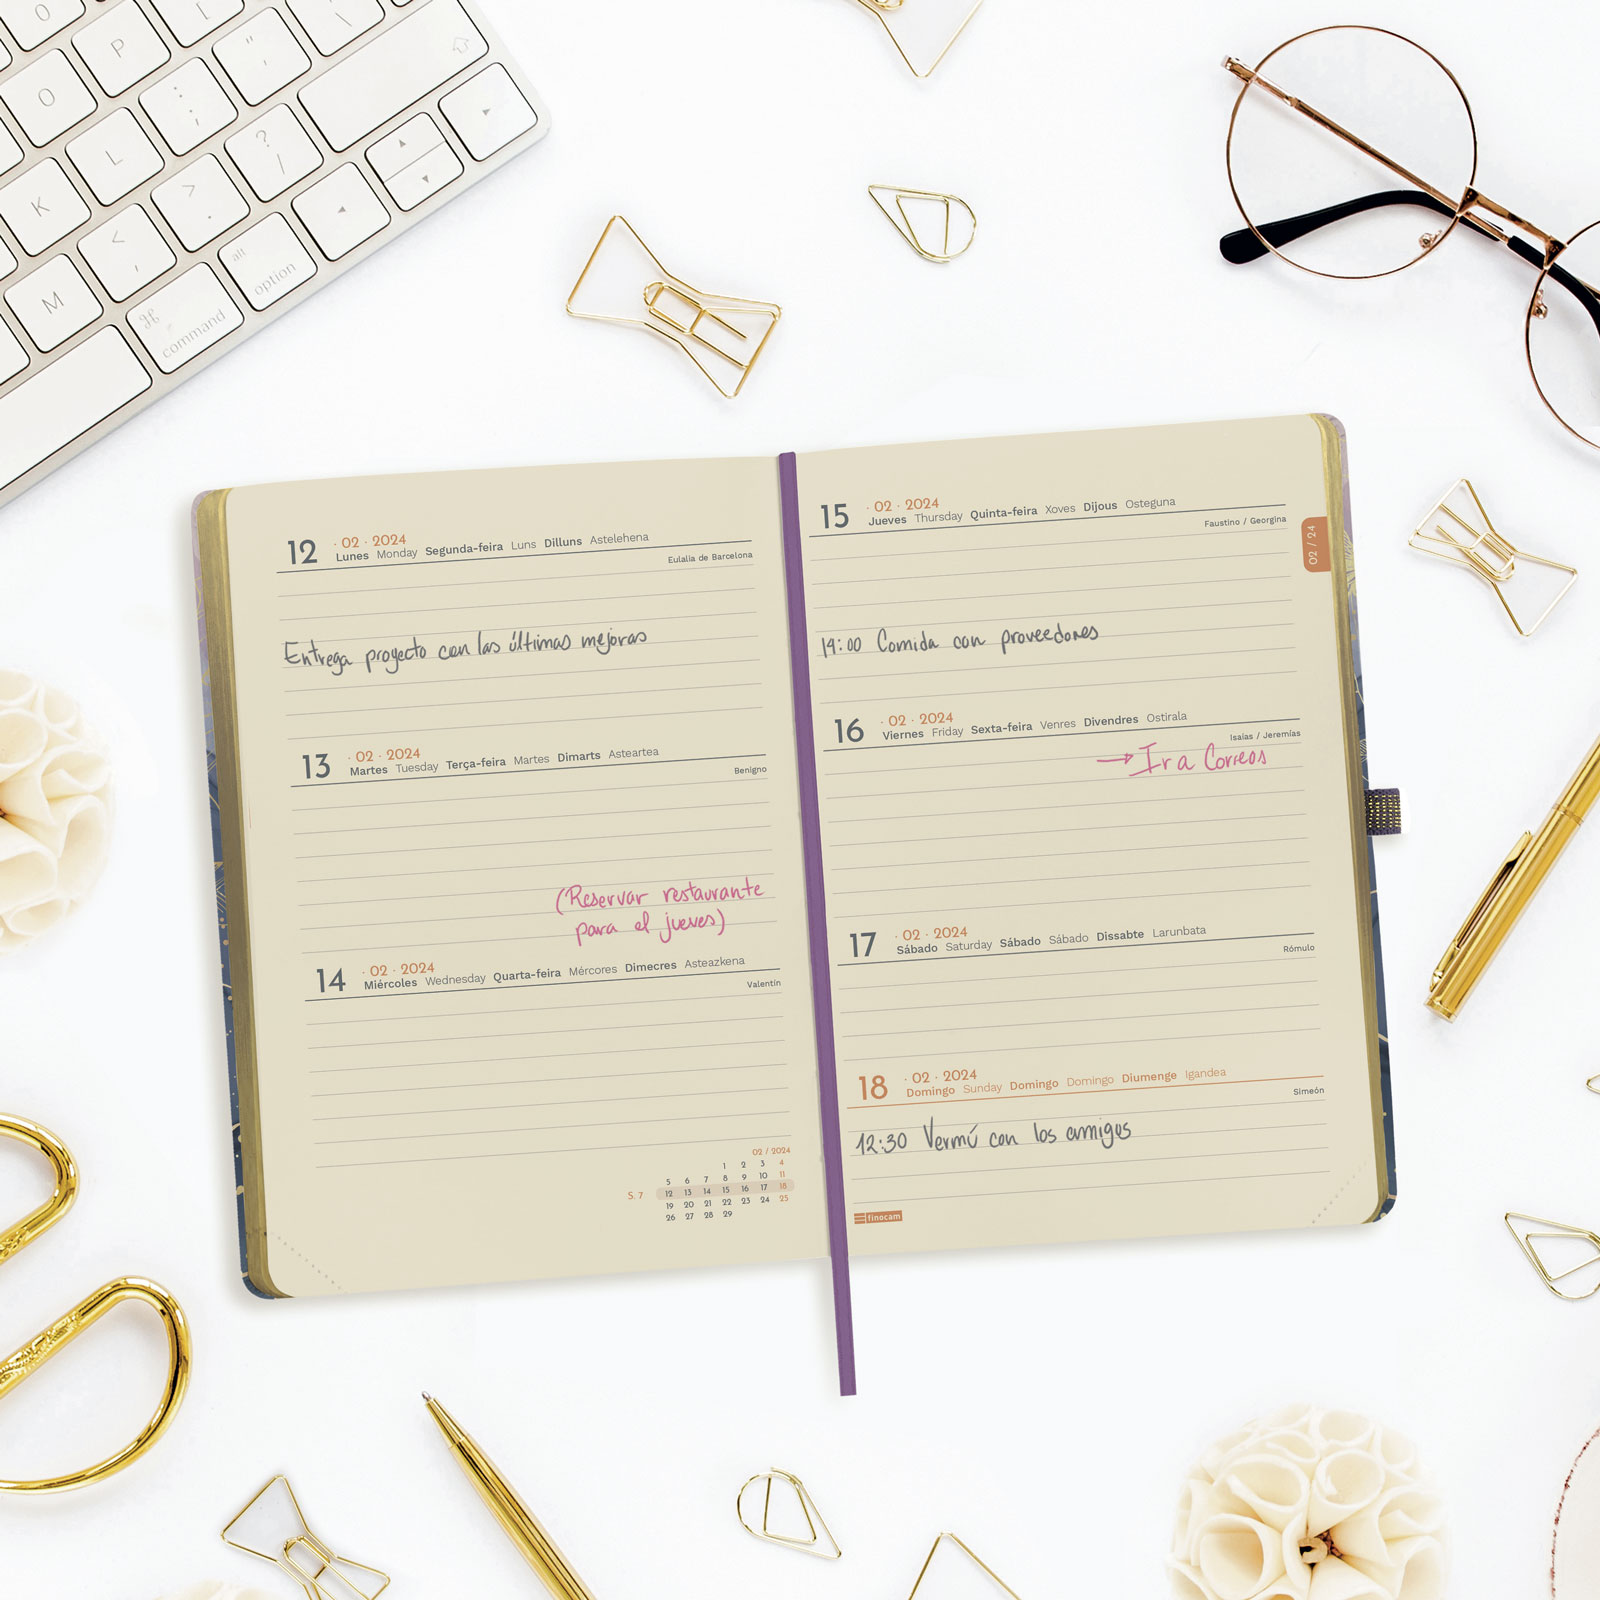 O
P
: ;
" '
K
L
> .
? /
M
< ,
⌘
command
alt
option
12 · 02 · 2024
Lunes Monday Segunda-feira Luns Dilluns Astelehena
Eulalia de Barcelona
Entrega proyecto con las últimas mejoras
13 · 02 · 2024
Martes Tuesday Terça-feira Martes Dimarts Asteartea
Benigno
(Reservar restaurante
para el jueves)
14 · 02 · 2024
Miércoles Wednesday Quarta-feira Mércores Dimecres Asteazkena
Valentín
02 / 2024
1 2 3 4
5 6 7 8 9 10 11
S. 7 12 13 14 15 16 17 18
19 20 21 22 23 24 25
26 27 28 29
15 · 02 · 2024
Jueves Thursday Quinta-feira Xoves Dijous Osteguna
Faustino / Georgina
02 / 24
14:00 Comida con proveedores
16 · 02 · 2024
Viernes Friday Sexta-feira Venres Divendres Ostirala
Isaías / Jeremías
→ Ir a Correos
17 · 02 · 2024
Sábado Saturday Sábado Sábado Dissabte Larunbata
Rómulo
18 · 02 · 2024
Domingo Sunday Domingo Domingo Diumenge Igandea
Simeón
12:30 Vermú con los amigos
finocam